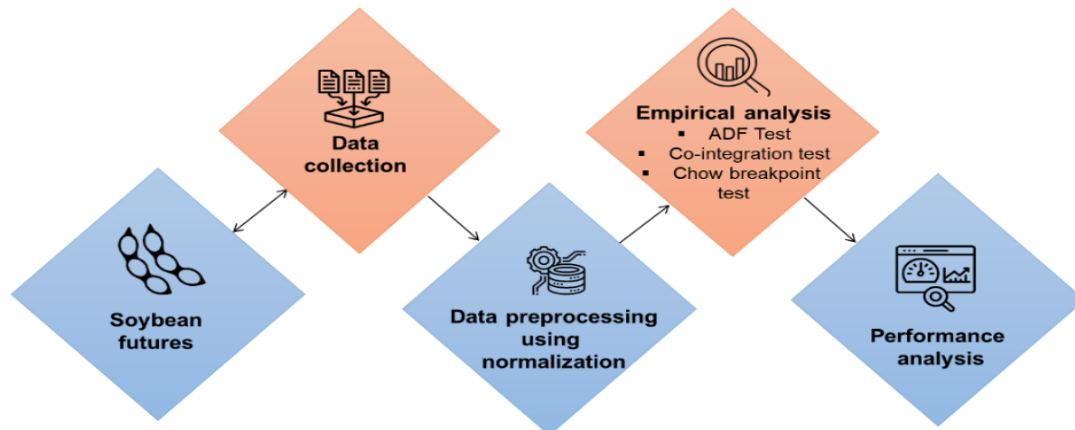 Data
collection
Empirical analysis
▪ ADF Test
▪ Co-integration test
▪ Chow breakpoint
test
Soybean
futures
Data preprocessing
using
normalization
Performance
analysis